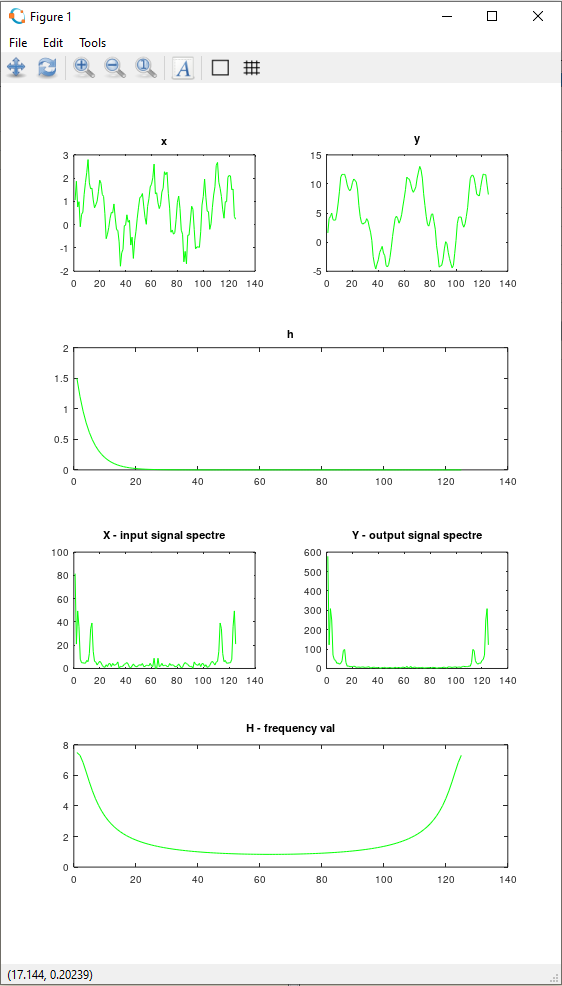 Figure 1
File Edit Tools
A
x
y
3
2
1
0
-1
-2
0 20 40 60 80 100 120 140
15
10
5
0
-5
0 20 40 60 80 100 120 140
h
2
1.5
1
0.5
0
0 20 40 60 80 100 120 140
X - input signal spectre
Y - output signal spectre
100
80
60
40
20
0
0 20 40 60 80 100 120 140
600
500
400
300
200
100
0
0 20 40 60 80 100 120 140
H - frequency val
8
6
4
2
0
0 20 40 60 80 100 120 140
(17.144, 0.20239)